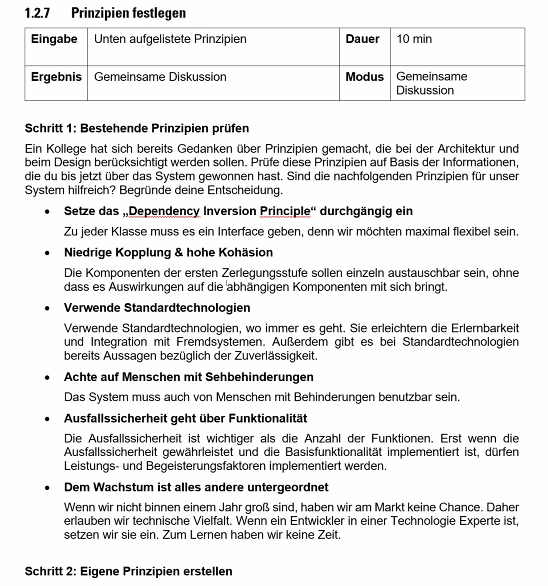 1.2.7 Prinzipien festlegen
Eingabe Unten aufgelistete Prinzipien Dauer 10 min
Ergebnis Gemeinsame Diskussion Modus Gemeinsame
Diskussion
Schritt 1: Bestehende Prinzipien prüfen
Ein Kollege hat sich bereits Gedanken über Prinzipien gemacht, die bei der Architektur und
beim Design berücksichtigt werden sollen. Prüfe diese Prinzipien auf Basis der Informationen,
die du bis jetzt über das System gewonnen hast. Sind die nachfolgenden Prinzipien für unser
System hilfreich? Begründe deine Entscheidung.
• Setze das „Dependency Inversion Principle“ durchgängig ein
Zu jeder Klasse muss es ein Interface geben, denn wir möchten maximal flexibel sein.
• Niedrige Kopplung & hohe Kohäsion
Die Komponenten der ersten Zerlegungsstufe sollen einzeln austauschbar sein, ohne
dass es Auswirkungen auf die abhängigen Komponenten mit sich bringt.
• Verwende Standardtechnologien
Verwende Standardtechnologien, wo immer es geht. Sie erleichtern die Erlernbarkeit
und Integration mit Fremdsystemen. Außerdem gibt es bei Standardtechnologien
bereits Aussagen bezüglich der Zuverlässigkeit.
• Achte auf Menschen mit Sehbehinderungen
Das System muss auch von Menschen mit Behinderungen benutzbar sein.
• Ausfallssicherheit geht über Funktionalität
Die Ausfallssicherheit ist wichtiger als die Anzahl der Funktionen. Erst wenn die
Ausfallssicherheit gewährleistet und die Basisfunktionalität implementiert ist, dürfen
Leistungs- und Begeisterungsfaktoren implementiert werden.
• Dem Wachstum ist alles andere untergeordnet
Wenn wir nicht binnen einem Jahr groß sind, haben wir am Markt keine Chance. Daher
erlauben wir technische Vielfalt. Wenn ein Entwickler in einer Technologie Experte ist,
setzen wir sie ein. Zum Lernen haben wir keine Zeit.
Schritt 2: Eigene Prinzipien erstellen